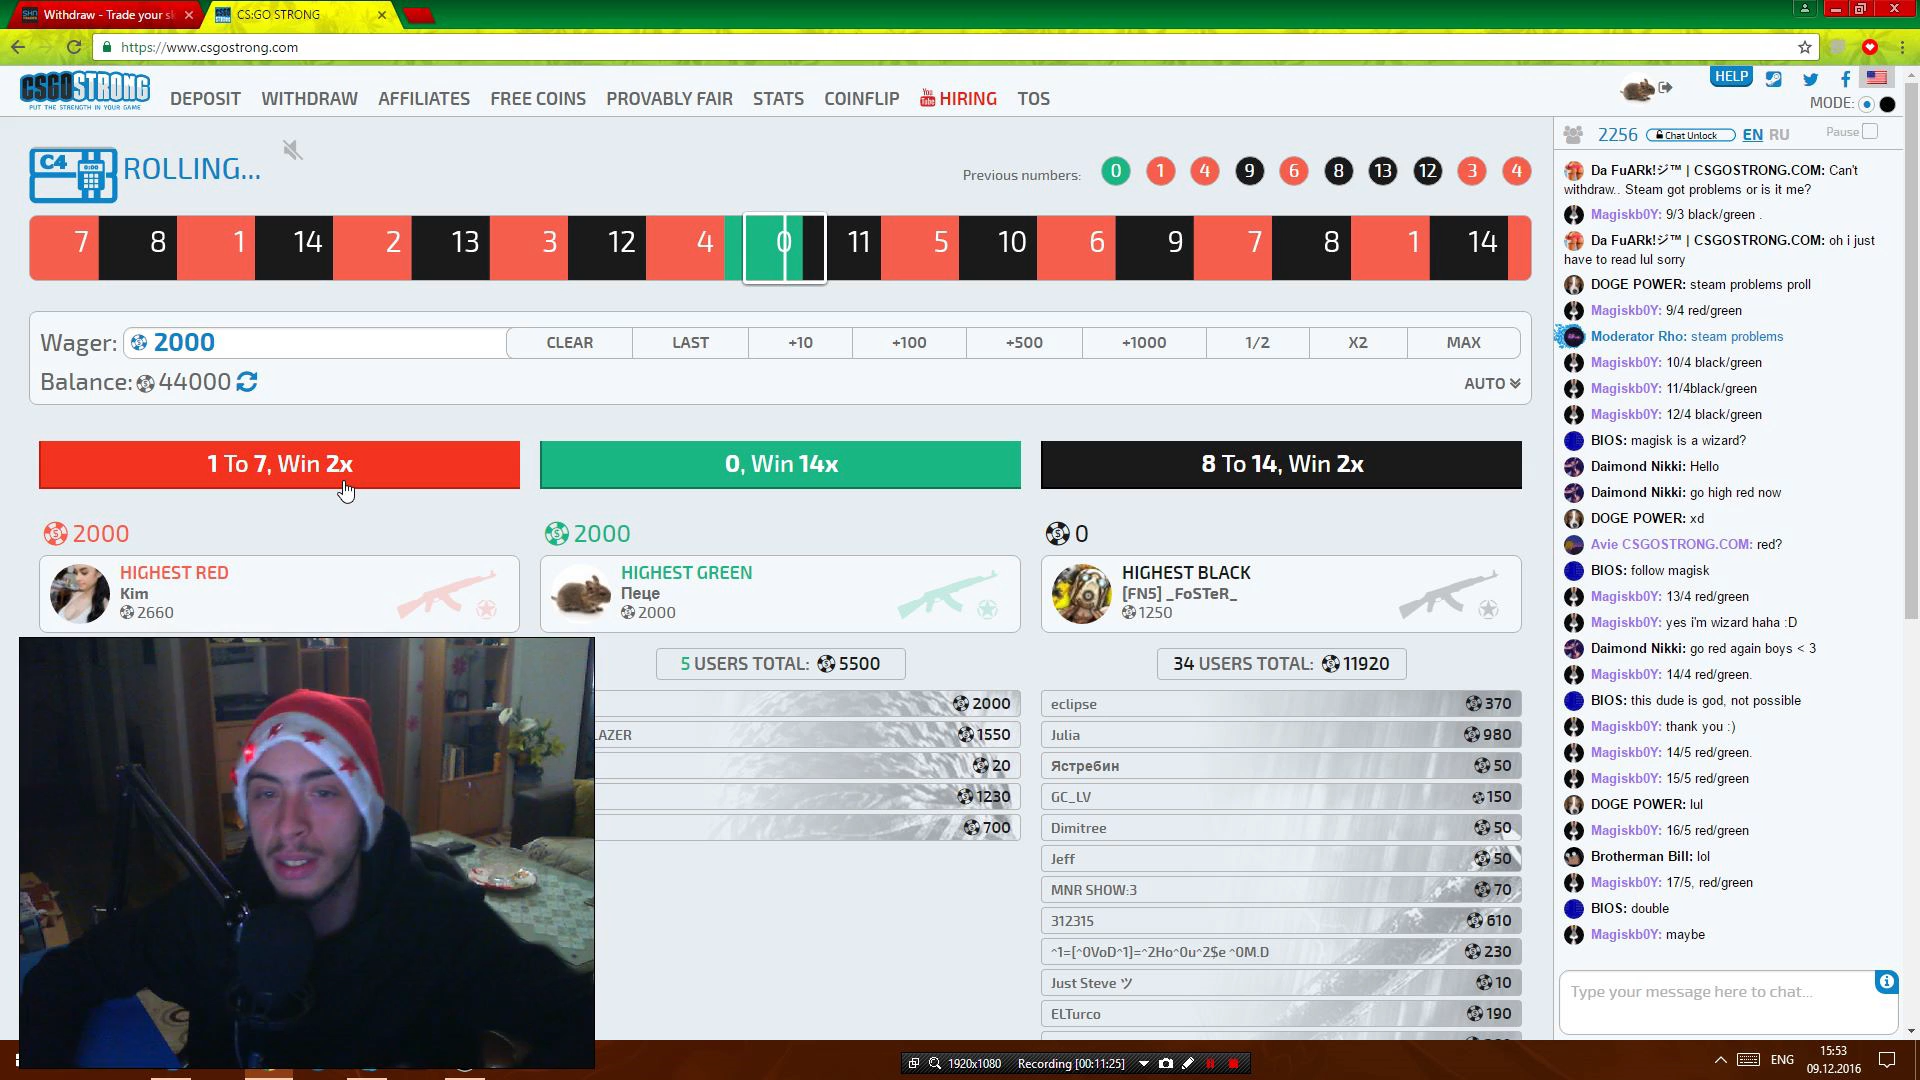 Withdraw - Trade your s
CS:GO STRONG
https://www.csgostrong.com
CSGOSTRONG
PUT THE STRENGTH IN YOUR GAME
DEPOSIT WITHDRAW AFFILIATES FREE COINS PROVABLY FAIR STATS COINFLIP You Tube HIRING TOS
HELP
MODE:
C4 0:00 ROLLING...
Previous numbers: 0 1 4 9 6 8 13 12 3 4
7 8 1 14 2 13 3 12 4 0 11 5 10 6 9 7 8 1 14
Wager: 2000 CLEAR LAST +10 +100 +500 +1000 1/2 X2 MAX
Balance: 44000 AUTO
1 To 7, Win 2x
0, Win 14x
8 To 14, Win 2x
2000
2000
0
HIGHEST RED
Kim
2660
HIGHEST GREEN
Пеце
2000
HIGHEST BLACK
[FN5] _FoSTeR_
1250
5 USERS TOTAL: 5500
34 USERS TOTAL: 11920
2000
LAZER 1550
20
1230
700
eclipse 370
Julia 980
Ястребин 50
GC_LV 150
Dimitree 50
Jeff 50
MNR SHOW:3 70
312315 610
^1=[^0VoD^1]=^2Ho^0u^2$e ^0M.D 230
Just Steve ツ 10
ELTurco 190
2256 Chat Unlock EN RU Pause
Da FuARk!ジ™ | CSGOSTRONG.COM: Can't
withdraw.. Steam got problems or is it me?
Magiskb0Y: 9/3 black/green .
Da FuARk!ジ™ | CSGOSTRONG.COM: oh i just
have to read lul sorry
DOGE POWER: steam problems proll
Magiskb0Y: 9/4 red/green
Moderator Rho: steam problems
Magiskb0Y: 10/4 black/green
Magiskb0Y: 11/4black/green
Magiskb0Y: 12/4 black/green
BIOS: magisk is a wizard?
Daimond Nikki: Hello
Daimond Nikki: go high red now
DOGE POWER: xd
Avie CSGOSTRONG.COM: red?
BIOS: follow magisk
Magiskb0Y: 13/4 red/green
Magiskb0Y: yes i'm wizard haha :D
Daimond Nikki: go red again boys < 3
Magiskb0Y: 14/4 red/green.
BIOS: this dude is god, not possible
Magiskb0Y: thank you :)
Magiskb0Y: 14/5 red/green.
Magiskb0Y: 15/5 red/green
DOGE POWER: lul
Magiskb0Y: 16/5 red/green
Brotherman Bill: lol
Magiskb0Y: 17/5, red/green
BIOS: double
Magiskb0Y: maybe
Type your message here to chat...
1920x1080 Recording [00:11:25]
ENG
15:53
09.12.2016